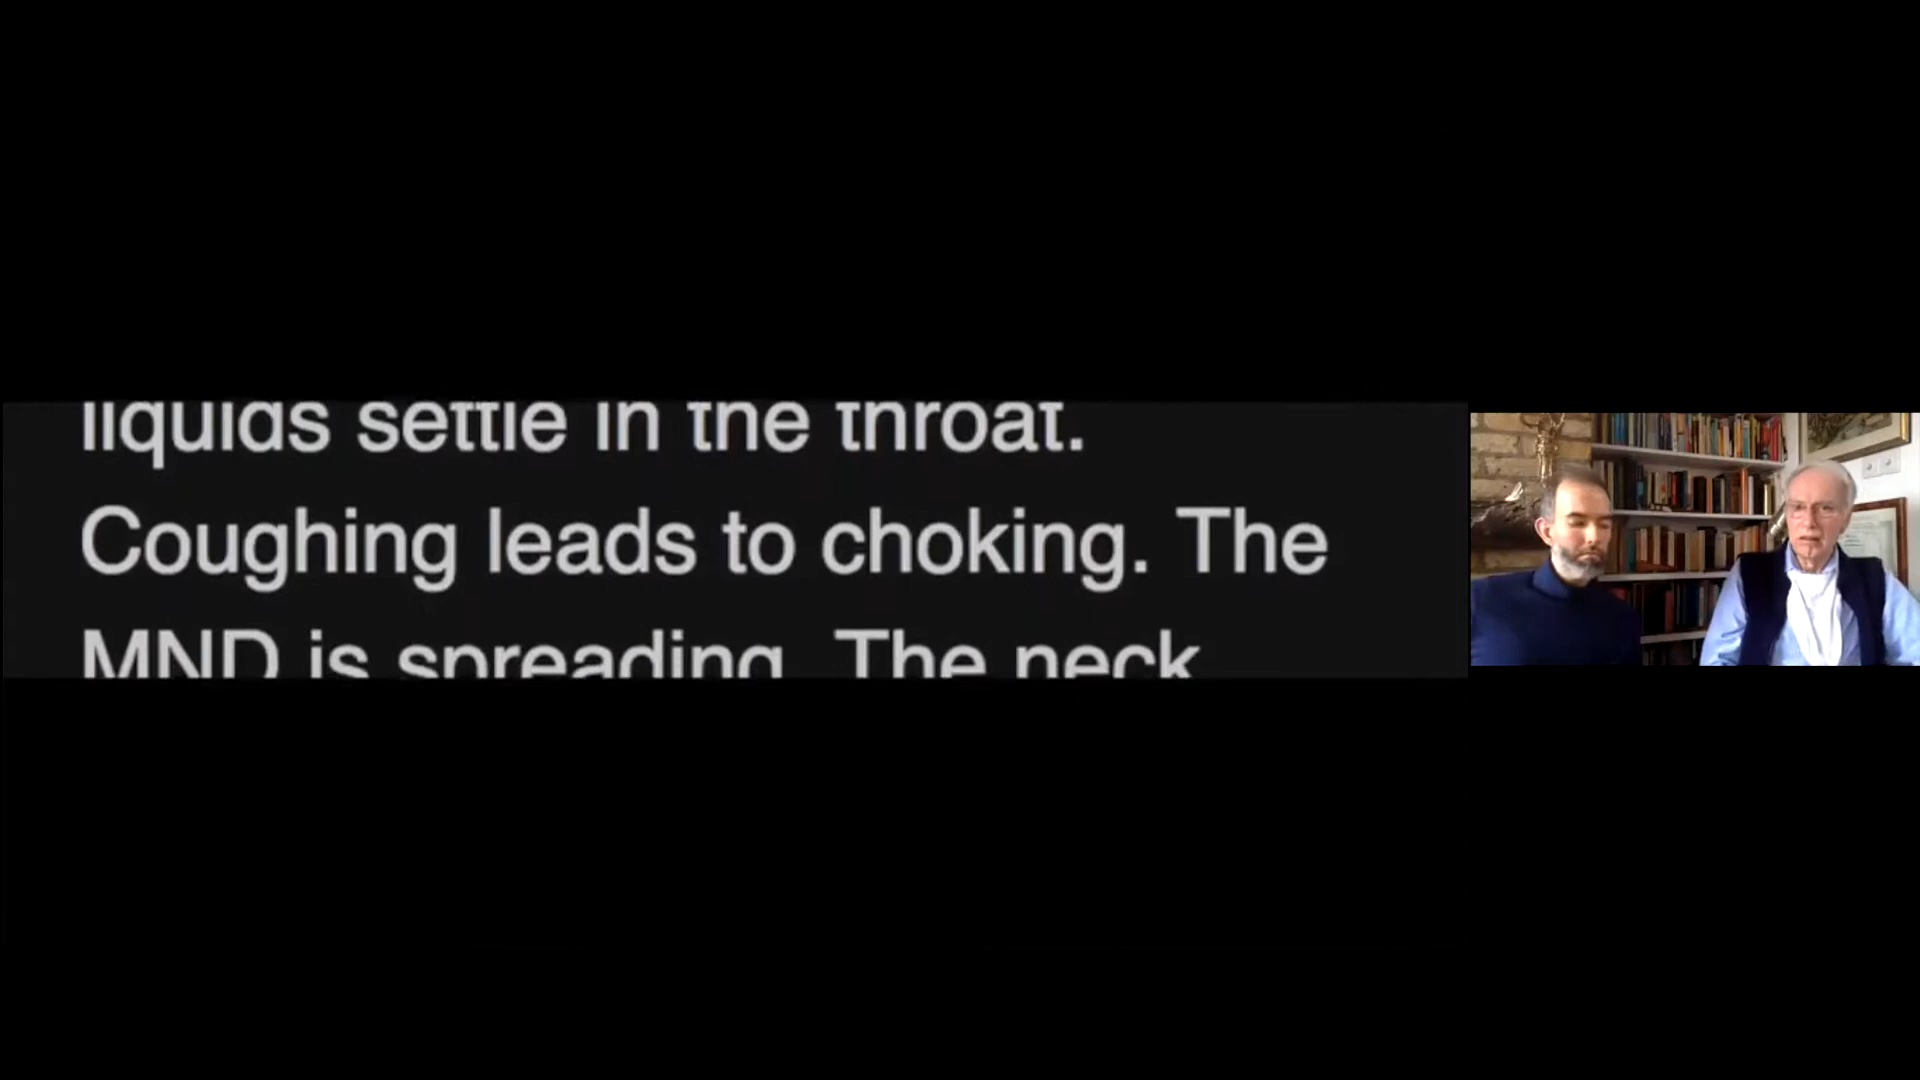 liquids settle in the throat.
Coughing leads to choking. The
MND is spreading. The neck